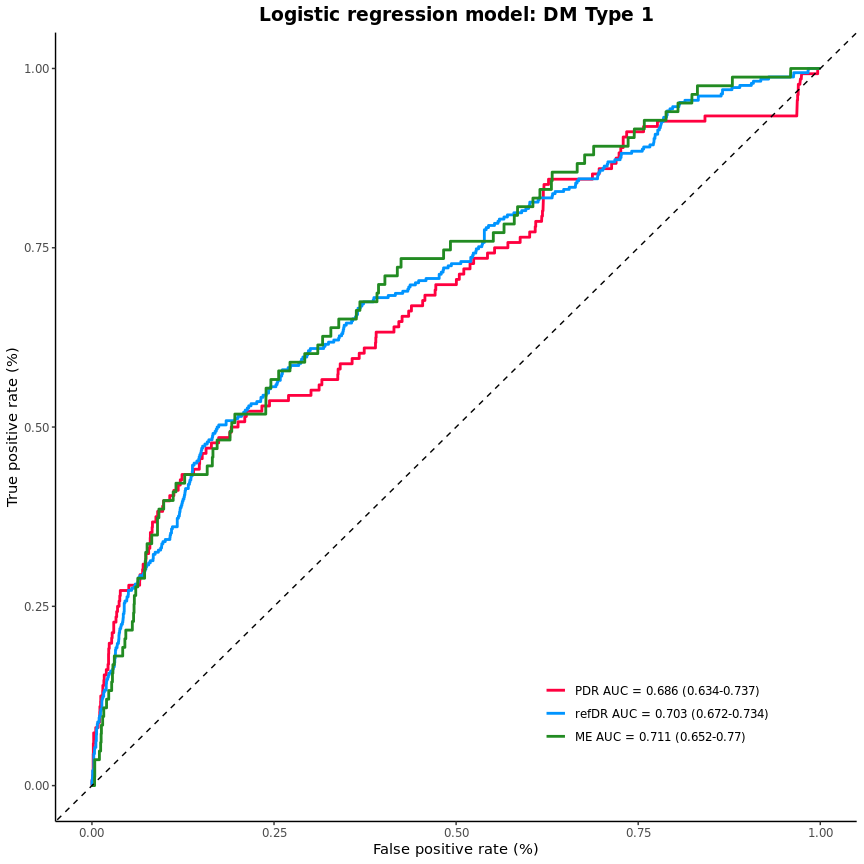 Logistic regression model: DM Type 1
True positive rate (%)
1.00
0.75
0.50
0.25
0.00
PDR AUC = 0.686 (0.634-0.737)
refDR AUC = 0.703 (0.672-0.734)
ME AUC = 0.711 (0.652-0.77)
0.00 0.25 0.50 0.75 1.00
False positive rate (%)